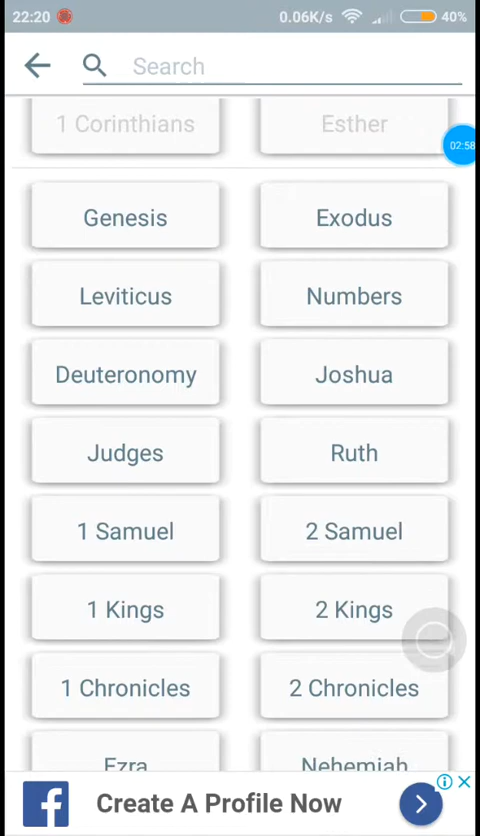 22:20 0.06K/s 40%
Search
1 Corinthians Esther
02:58
Genesis Exodus
Leviticus Numbers
Deuteronomy Joshua
Judges Ruth
1 Samuel 2 Samuel
1 Kings 2 Kings
1 Chronicles 2 Chronicles
Ezra Nehemiah
Create A Profile Now